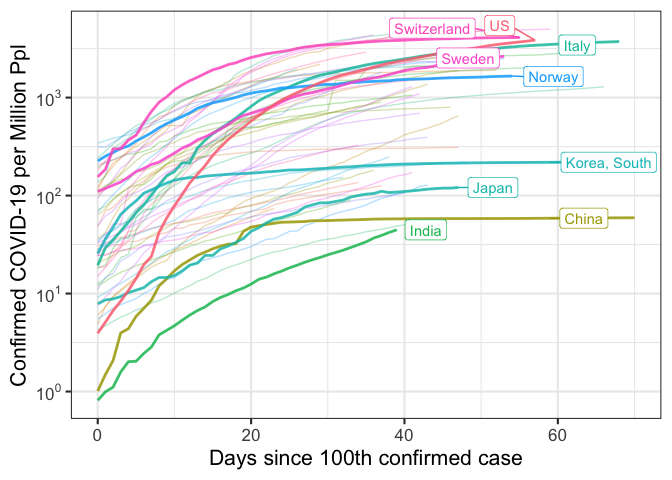 Switzerland
US
Italy
Sweden
Norway
Korea, South
Japan
China
India
10³
10²
10¹
10⁰
0
20
40
60
Days since 100th confirmed case
Confirmed COVID-19 per Million Ppl